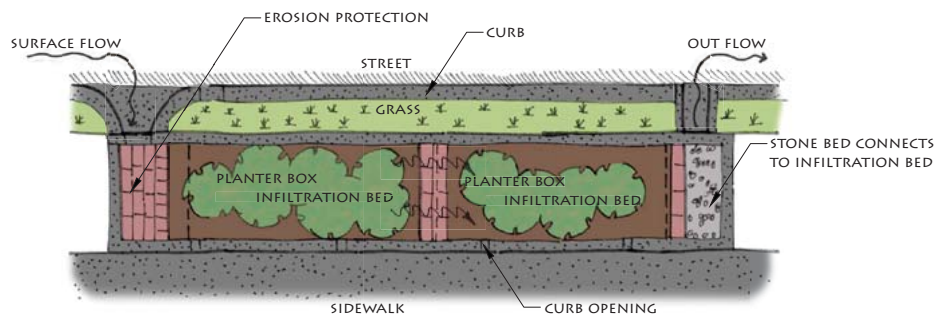 EROSION PROTECTION
SURFACE FLOW
CURB
OUT FLOW
STREET
GRASS
STONE BED CONNECTS
TO INFILTRATION BED
PLANTER BOX
INFILTRATION BED
PLANTER BOX
INFILTRATION BED
SIDEWALK
CURB OPENING